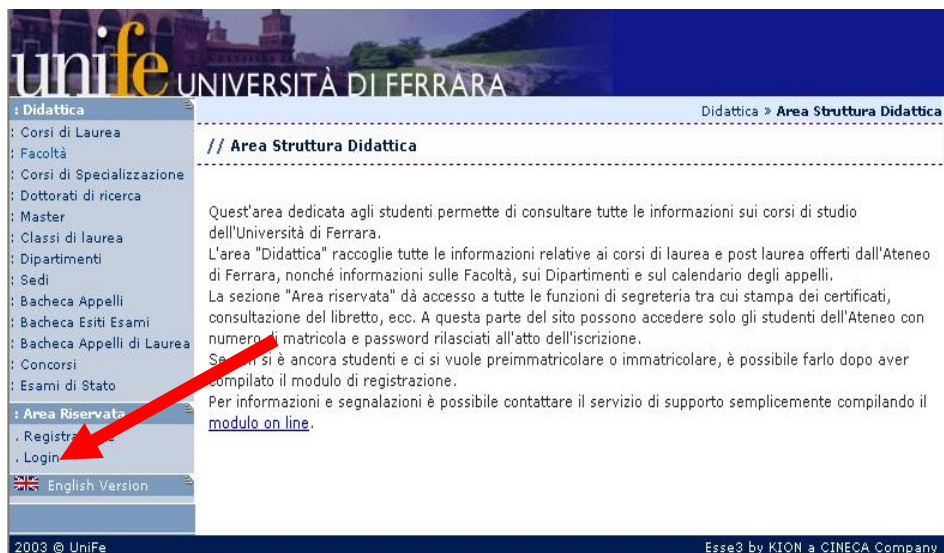 unife UNIVERSITÀ DI FERRARA
: Didattica
Didattica » Area Struttura Didattica
: Corsi di Laurea
: Facoltà
: Corsi di Specializzazione
: Dottorati di ricerca
: Master
: Classi di laurea
: Dipartimenti
: Sedi
: Bacheca Appelli
: Bacheca Esiti Esami
: Bacheca Appelli di Laurea
: Concorsi
: Esami di Stato
: Area Riservata
. Login
English Version
// Area Struttura Didattica
Quest'area dedicata agli studenti permette di consultare tutte le informazioni sui corsi di studio
dell'Università di Ferrara.
L'area "Didattica" raccoglie tutte le informazioni relative ai corsi di laurea e post laurea offerti dall'Ateneo
di Ferrara, nonché informazioni sulle Facoltà, sui Dipartimenti e sul calendario degli appelli.
La sezione "Area riservata" dà accesso a tutte le funzioni di segreteria tra cui stampa dei certificati,
consultazione del libretto, ecc. A questa parte del sito possono accedere solo gli studenti dell'Ateneo con
numero di matricola e password rilasciati all'atto dell'iscrizione.
Se non si è ancora studenti e ci si vuole preimmatricolare o immatricolare, è possibile farlo dopo aver
compilato il modulo di registrazione.
Per informazioni e segnalazioni è possibile contattare il servizio di supporto semplicemente compilando il
modulo on line.
2003 © UniFe
Esse3 by KION a CINECA Company